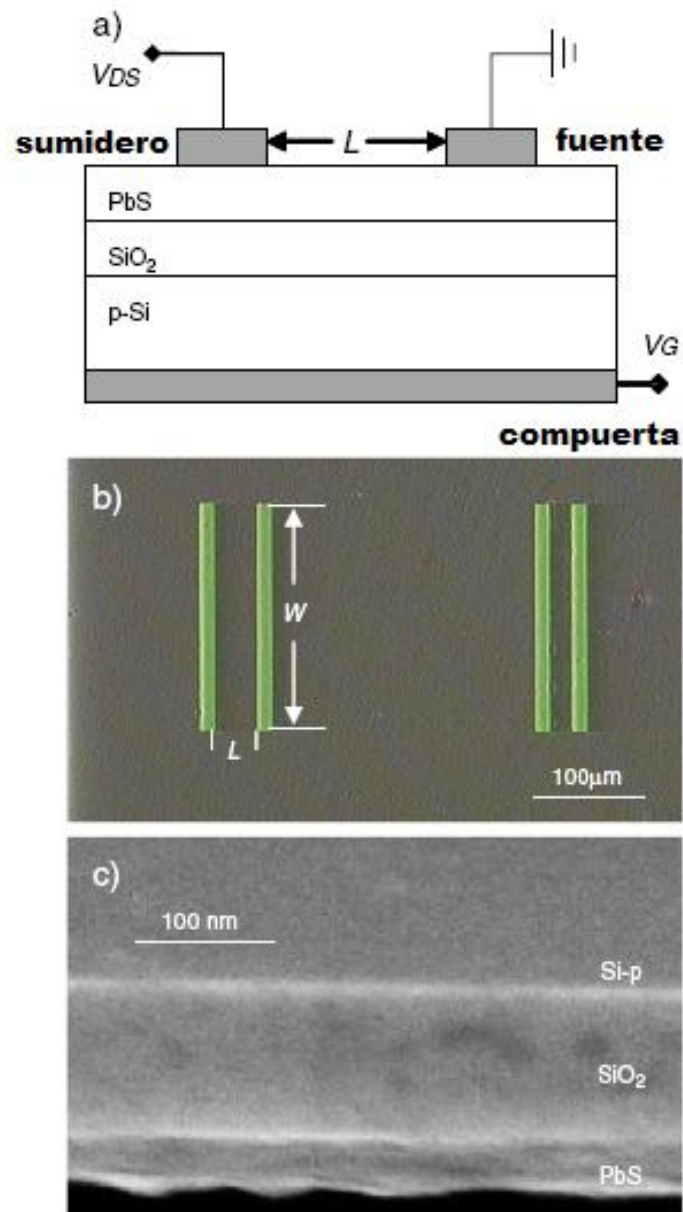 a)
VDS
sumidero
L
fuente
PbS
SiO2
p-Si
VG
compuerta
b)
W
L
100µm
c)
100 nm
Si-p
SiO2
PbS